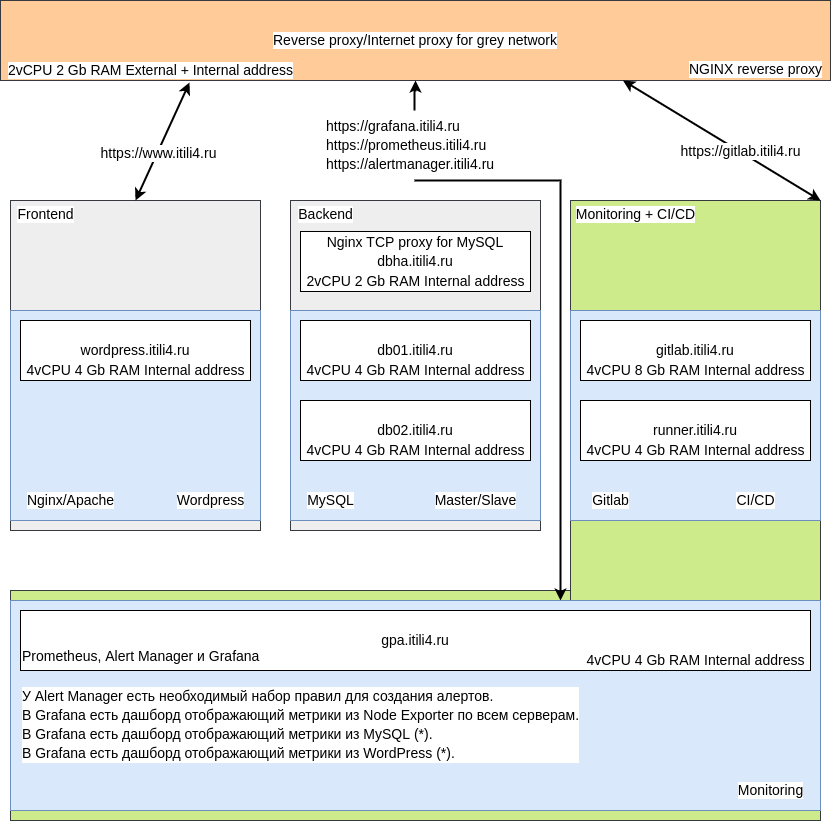 Reverse proxy/Internet proxy for grey network
2vCPU 2 Gb RAM External + Internal address
NGINX reverse proxy
https://www.itili4.ru
https://grafana.itili4.ru
https://prometheus.itili4.ru
https://alertmanager.itili4.ru
https://gitlab.itili4.ru
Frontend
wordpress.itili4.ru
4vCPU 4 Gb RAM Internal address
Nginx/Apache
Wordpress
Backend
Nginx TCP proxy for MySQL
dbha.itili4.ru
2vCPU 2 Gb RAM Internal address
db01.itili4.ru
4vCPU 4 Gb RAM Internal address
db02.itili4.ru
4vCPU 4 Gb RAM Internal address
MySQL
Master/Slave
Monitoring + CI/CD
gitlab.itili4.ru
4vCPU 8 Gb RAM Internal address
runner.itili4.ru
4vCPU 4 Gb RAM Internal address
Gitlab
CI/CD
gpa.itili4.ru
Prometheus, Alert Manager и Grafana
4vCPU 4 Gb RAM Internal address
У Alert Manager есть необходимый набор правил для создания алертов.
В Grafana есть дашборд отображающий метрики из Node Exporter по всем серверам.
В Grafana есть дашборд отображающий метрики из MySQL (*).
В Grafana есть дашборд отображающий метрики из WordPress (*).
Monitoring